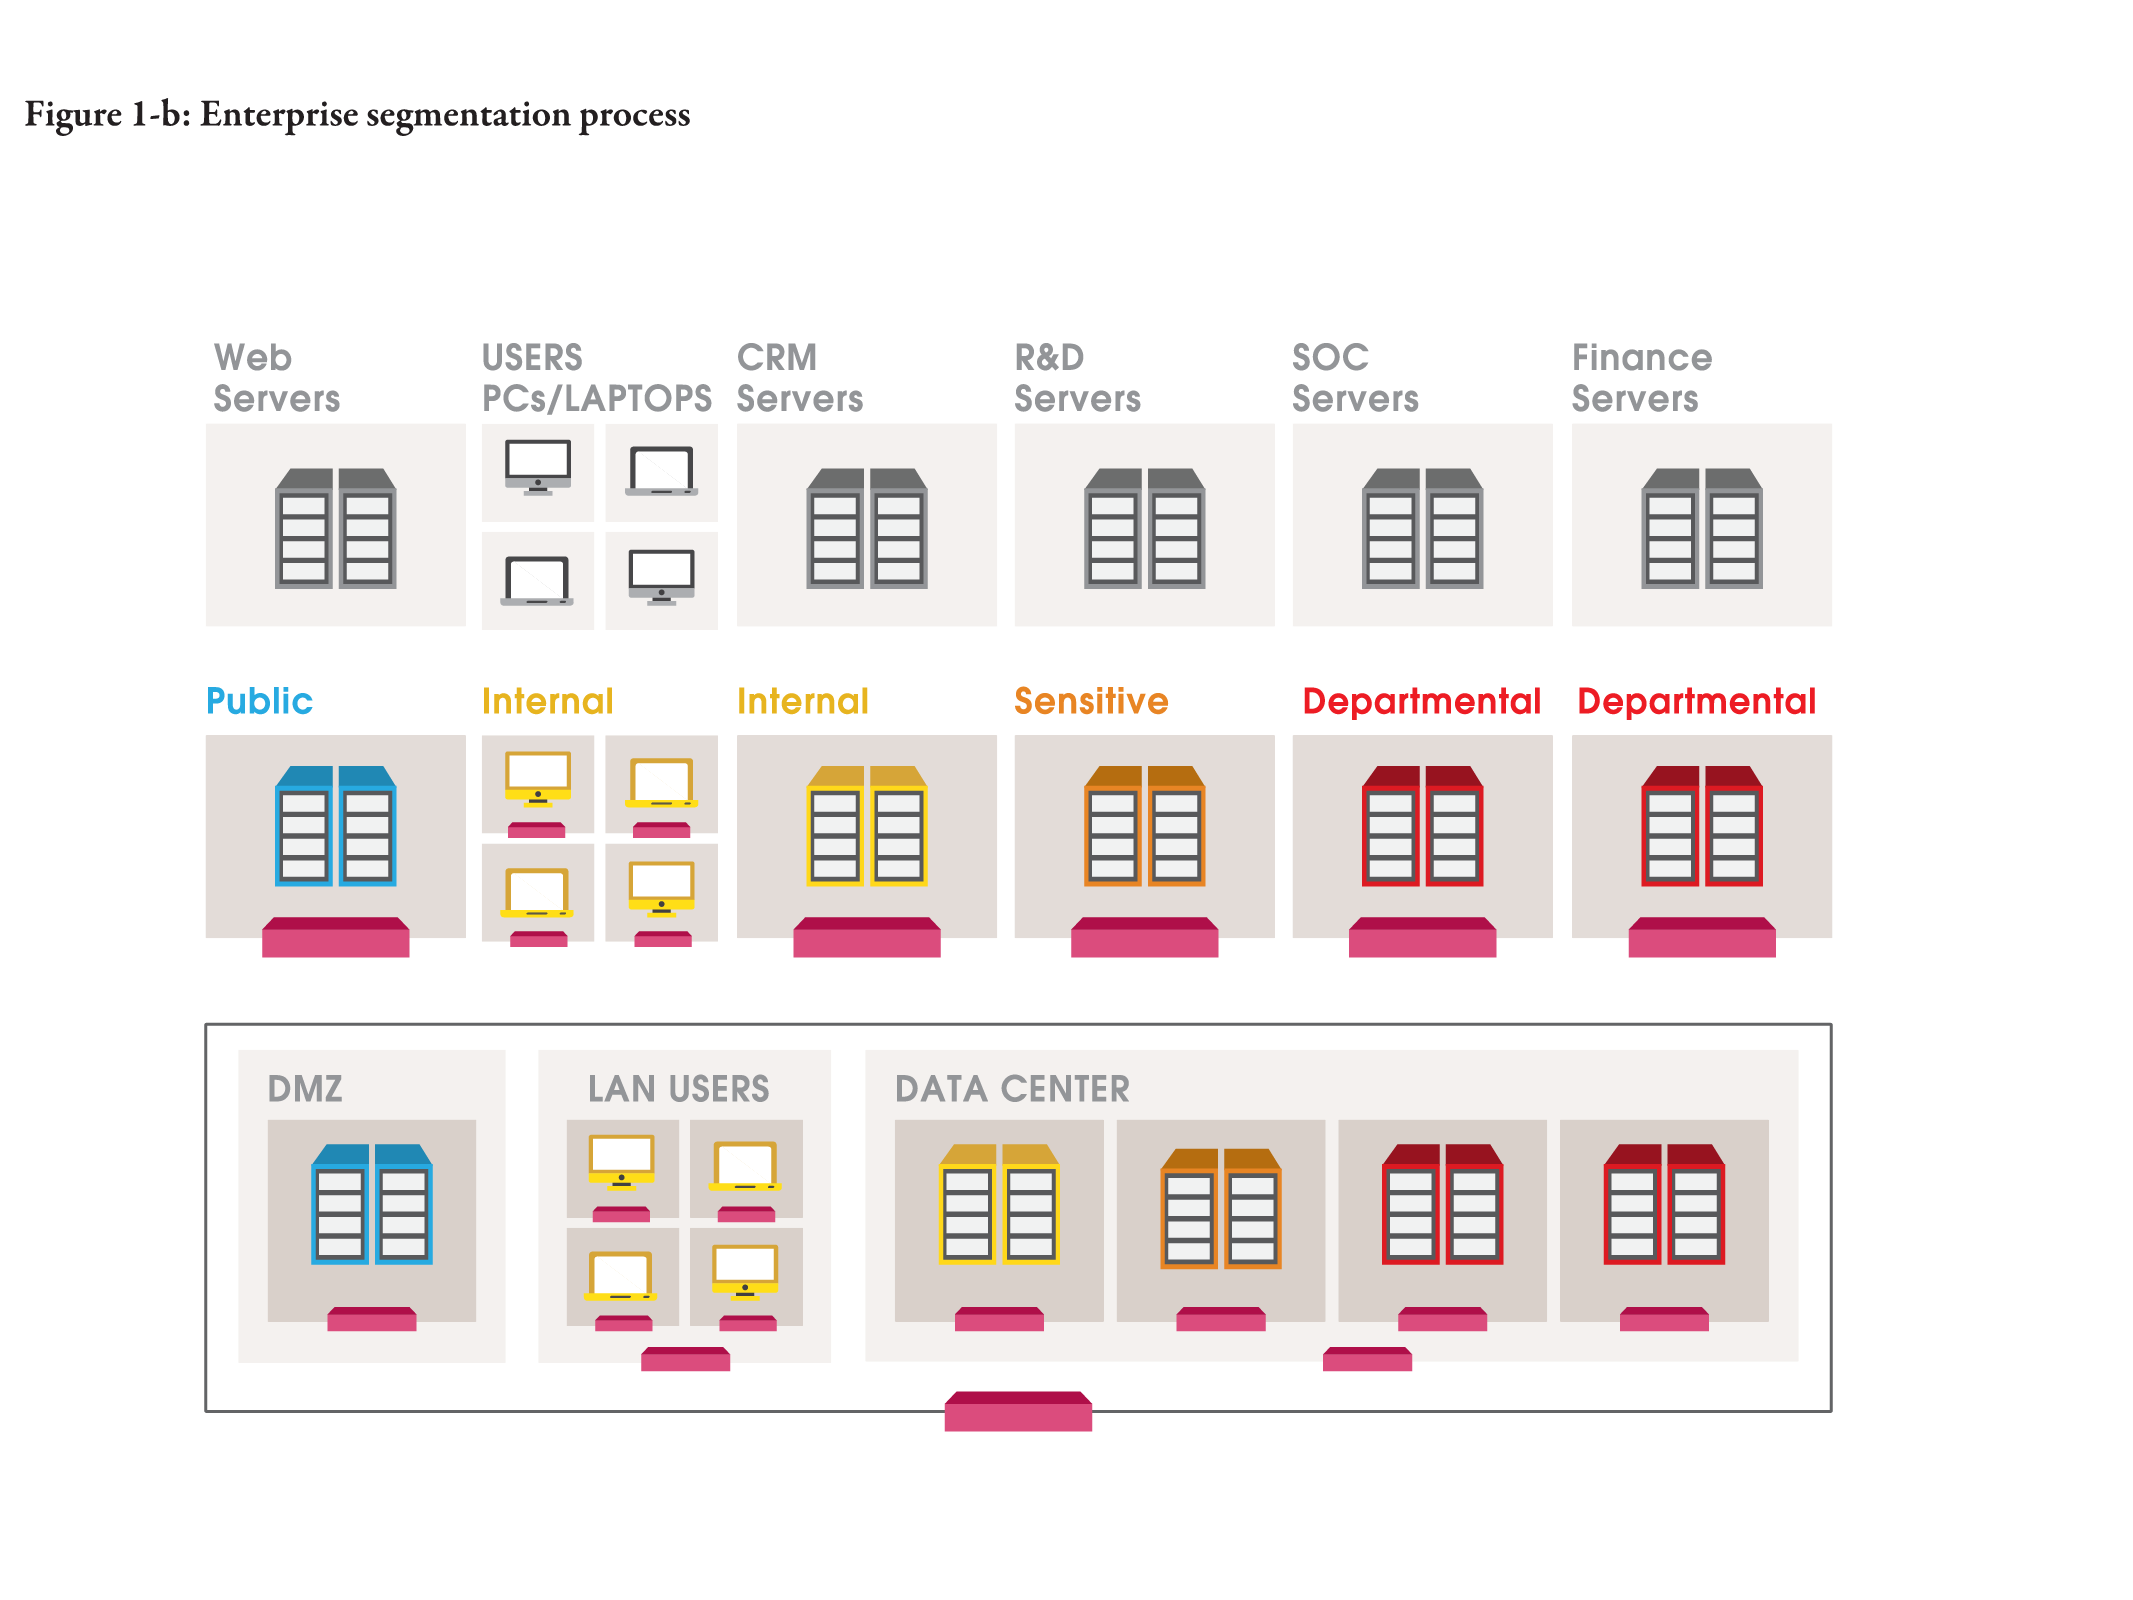 Figure 1-b: Enterprise segmentation process
Web
Servers
USERS
PCs/LAPTOPS
CRM
Servers
R&D
Servers
SOC
Servers
Finance
Servers
Public
Internal
Internal
Sensitive
Departmental
Departmental
DMZ
LAN USERS
DATA CENTER